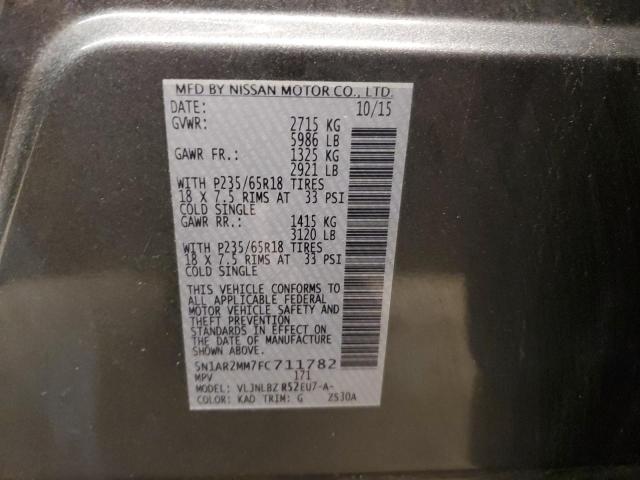 MFD BY NISSAN MOTOR CO., LTD.
DATE: 10/15
GVWR: 2715 KG
5986 LB
GAWR FR.: 1325 KG
2921 LB
WITH P235/65R18 TIRES
18 X 7.5 RIMS AT 33 PSI
COLD SINGLE
GAWR RR.: 1415 KG
3120 LB
WITH P235/65R18 TIRES
18 X 7.5 RIMS AT 33 PSI
COLD SINGLE
THIS VEHICLE CONFORMS TO
ALL APPLICABLE FEDERAL
MOTOR VEHICLE SAFETY AND
THEFT PREVENTION
STANDARDS IN EFFECT ON
THE DATE OF MANUFACTURE
SHOWN ABOVE.
5N1AR2MM7FC711782
MPV 171
MODEL: VLJNLBZ R52EU7-A-
COLOR: KAD TRIM: G ZS30A